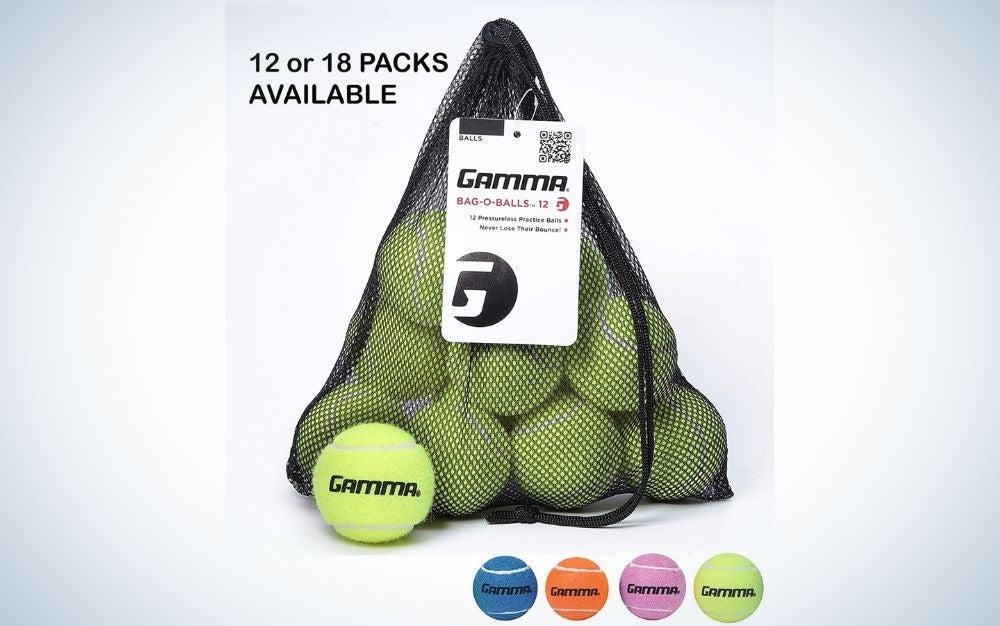 12 or 18 PACKS
AVAILABLE
BALLS
GAMMA®
BAG-O-BALLS™ 12
12 Pressureless Practice Balls •
Never Lose Their Bounce! •
GAMMA®
GAMMA
GAMMA
GAMMA
GAMMA